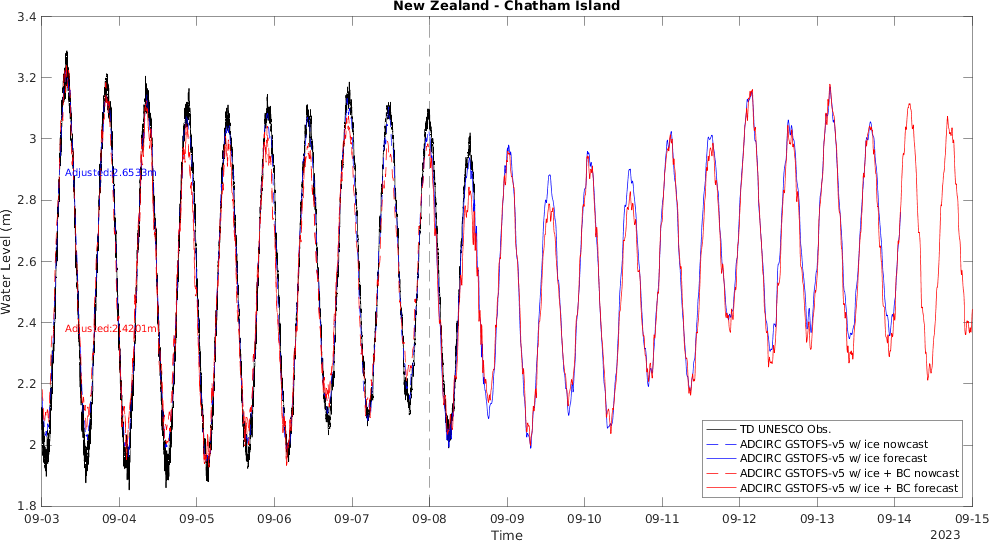 New Zealand - Chatham Island
3.4
3.2
3
2.8
2.6
2.4
2.2
2
1.8
Water Level (m)
Adjusted:2.6533m
Adjusted:2.4201m
TD UNESCO Obs.
ADCIRC GSTOFS-v5 w/ ice nowcast
ADCIRC GSTOFS-v5 w/ ice forecast
ADCIRC GSTOFS-v5 w/ ice + BC nowcast
ADCIRC GSTOFS-v5 w/ ice + BC forecast
09-03 09-04 09-05 09-06 09-07 09-08 09-09 09-10 09-11 09-12 09-13 09-14 09-15
Time
2023